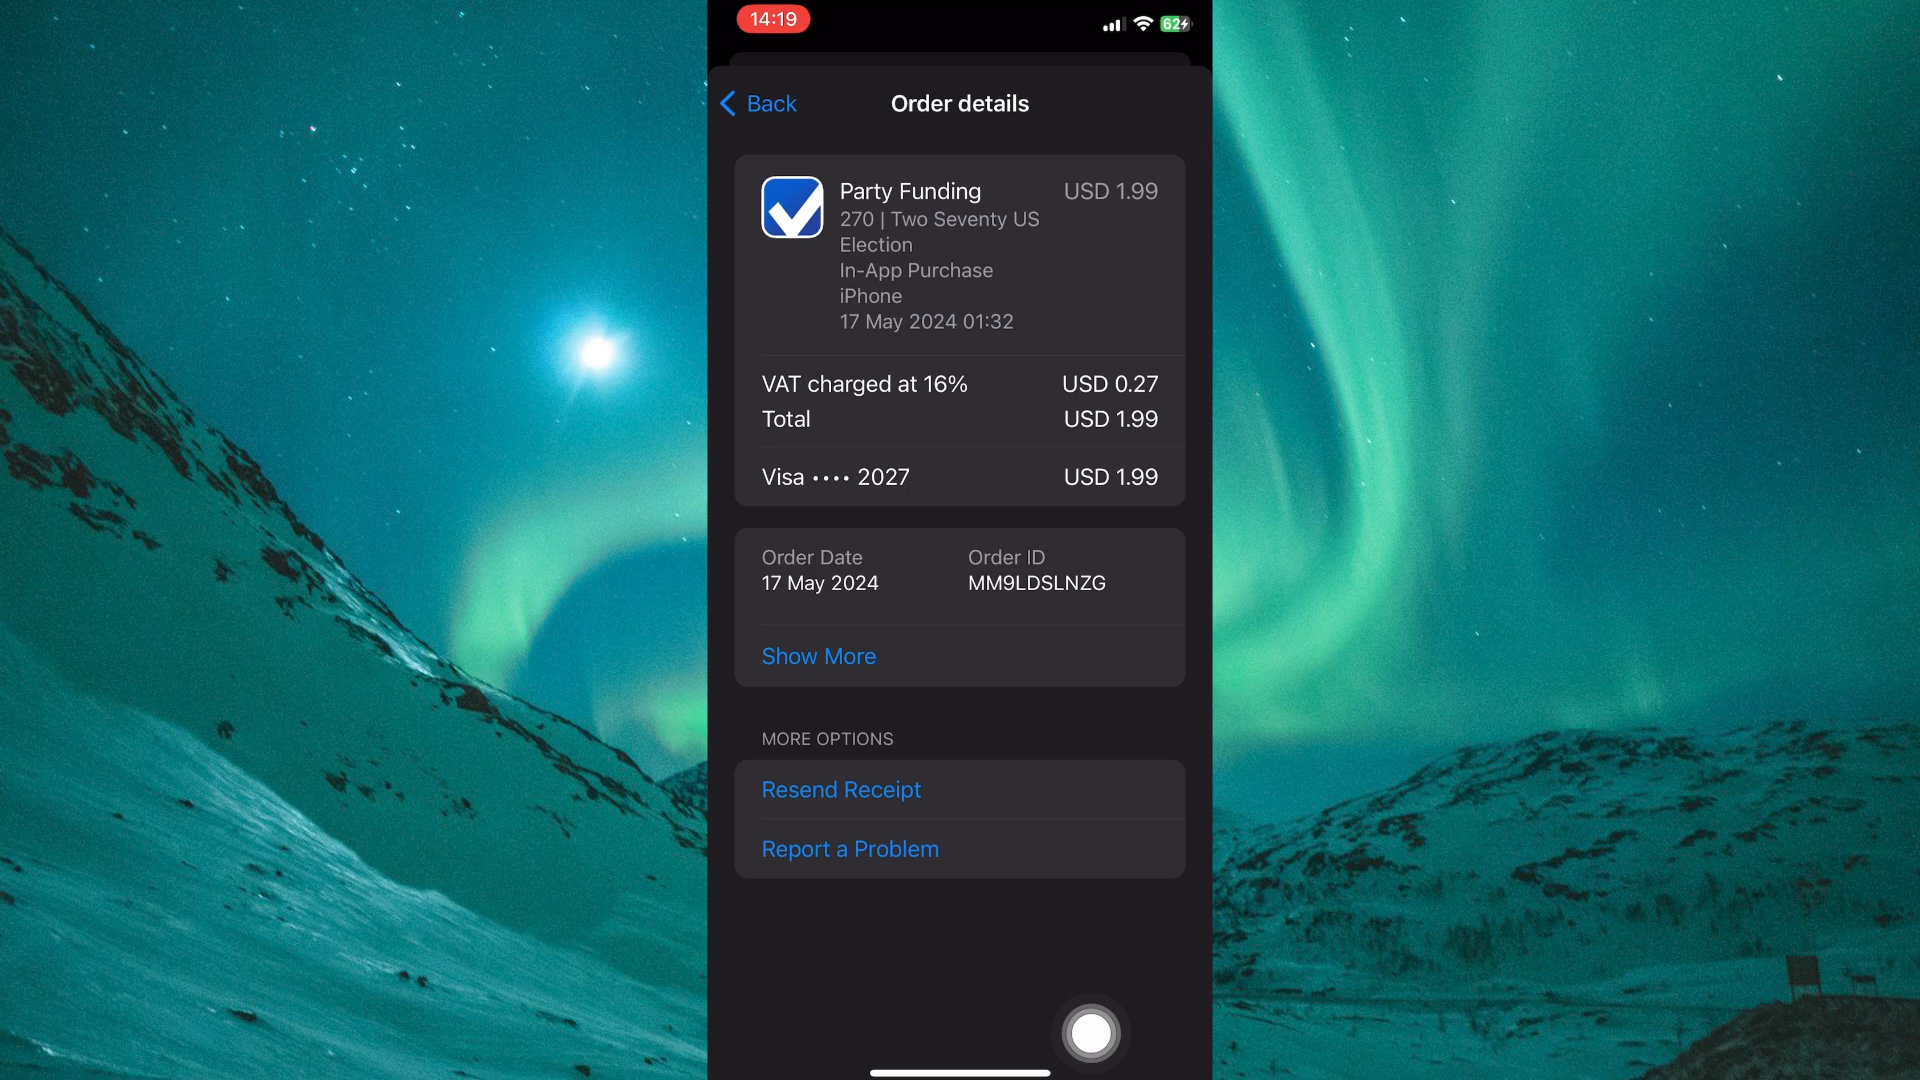 14:19
62
Back
Order details
Party Funding
USD 1.99
270 | Two Seventy US
Election
In-App Purchase
iPhone
17 May 2024 01:32
VAT charged at 16%
USD 0.27
Total
USD 1.99
Visa •••• 2027
USD 1.99
Order Date
Order ID
17 May 2024
MM9LDSLNZG
Show More
MORE OPTIONS
Resend Receipt
Report a Problem